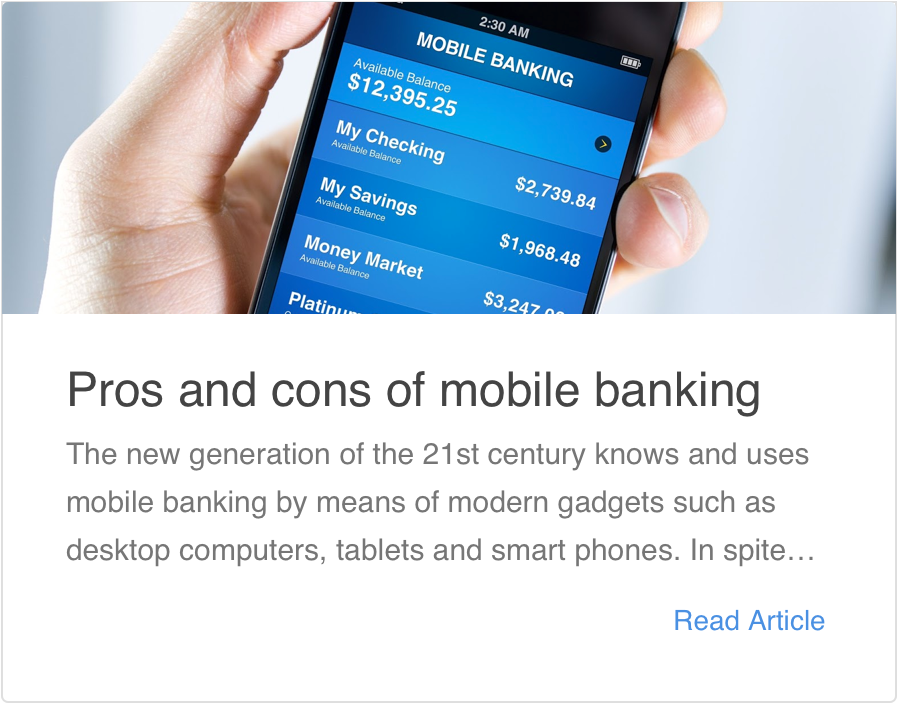 2:30 AM
MOBILE BANKING
Available Balance
$12,395.25
My Checking
Available Balance
$2,739.84
My Savings
Available Balance
$1,968.48
Money Market
Available Balance
Pros and cons of mobile banking
The new generation of the 21st century knows and uses
mobile banking by means of modern gadgets such as
desktop computers, tablets and smart phones. In spite…
Read Article